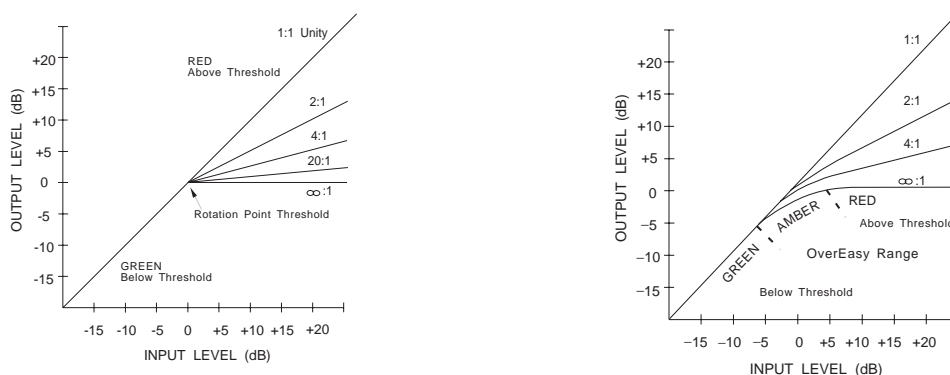 1:1 Unity
+20
RED
Above Threshold
+15
+10
2:1
4:1
+5
20:1
0
∞:1
-5
Rotation Point Threshold
-10
GREEN
Below Threshold
-15
OUTPUT LEVEL (dB)
-15 -10 -5 0 +5 +10 +15 +20
INPUT LEVEL (dB)
1:1
+20
+15
2:1
+10
4:1
+5
∞:1
0
RED
AMBER
−5
Above Threshold
GREEN
OverEasy Range
−10
Below Threshold
−15
OUTPUT LEVEL (dB)
−15 −10 −5 0 +5 +10 +15 +20
INPUT LEVEL (dB)